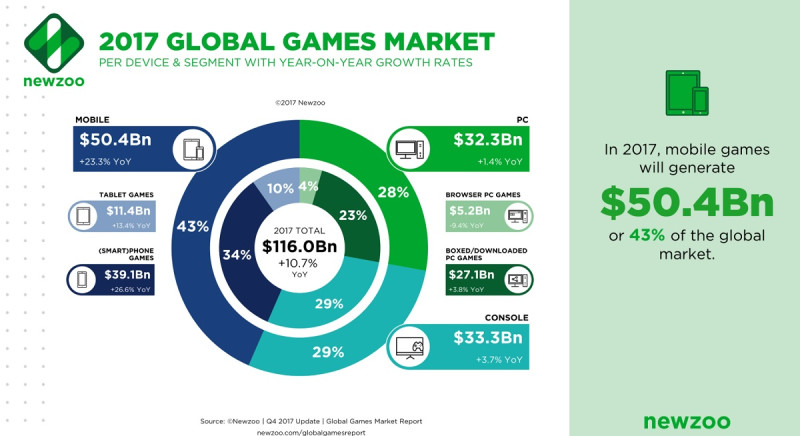 newzoo
2017 GLOBAL GAMES MARKET
PER DEVICE & SEGMENT WITH YEAR-ON-YEAR GROWTH RATES
©2017 Newzoo
MOBILE
$50.4Bn
+23.3% YoY
TABLET GAMES
$11.4Bn
+13.4% YoY
(SMART)PHONE
GAMES
$39.1Bn
+26.6% YoY
43%
28%
29%
10%
4%
23%
34%
29%
2017 TOTAL
$116.0Bn
+10.7%
YoY
PC
$32.3Bn
+1.4% YoY
BROWSER PC GAMES
$5.2Bn
-9.4% YoY
BOXED/DOWNLOADED
PC GAMES
$27.1Bn
+3.8% YoY
CONSOLE
$33.3Bn
+3.7% YoY
Source: ©Newzoo | Q4 2017 Update | Global Games Market Report
newzoo.com/globalgamesreport
In 2017, mobile games
will generate
$50.4Bn
or 43% of the global
market.
newzoo